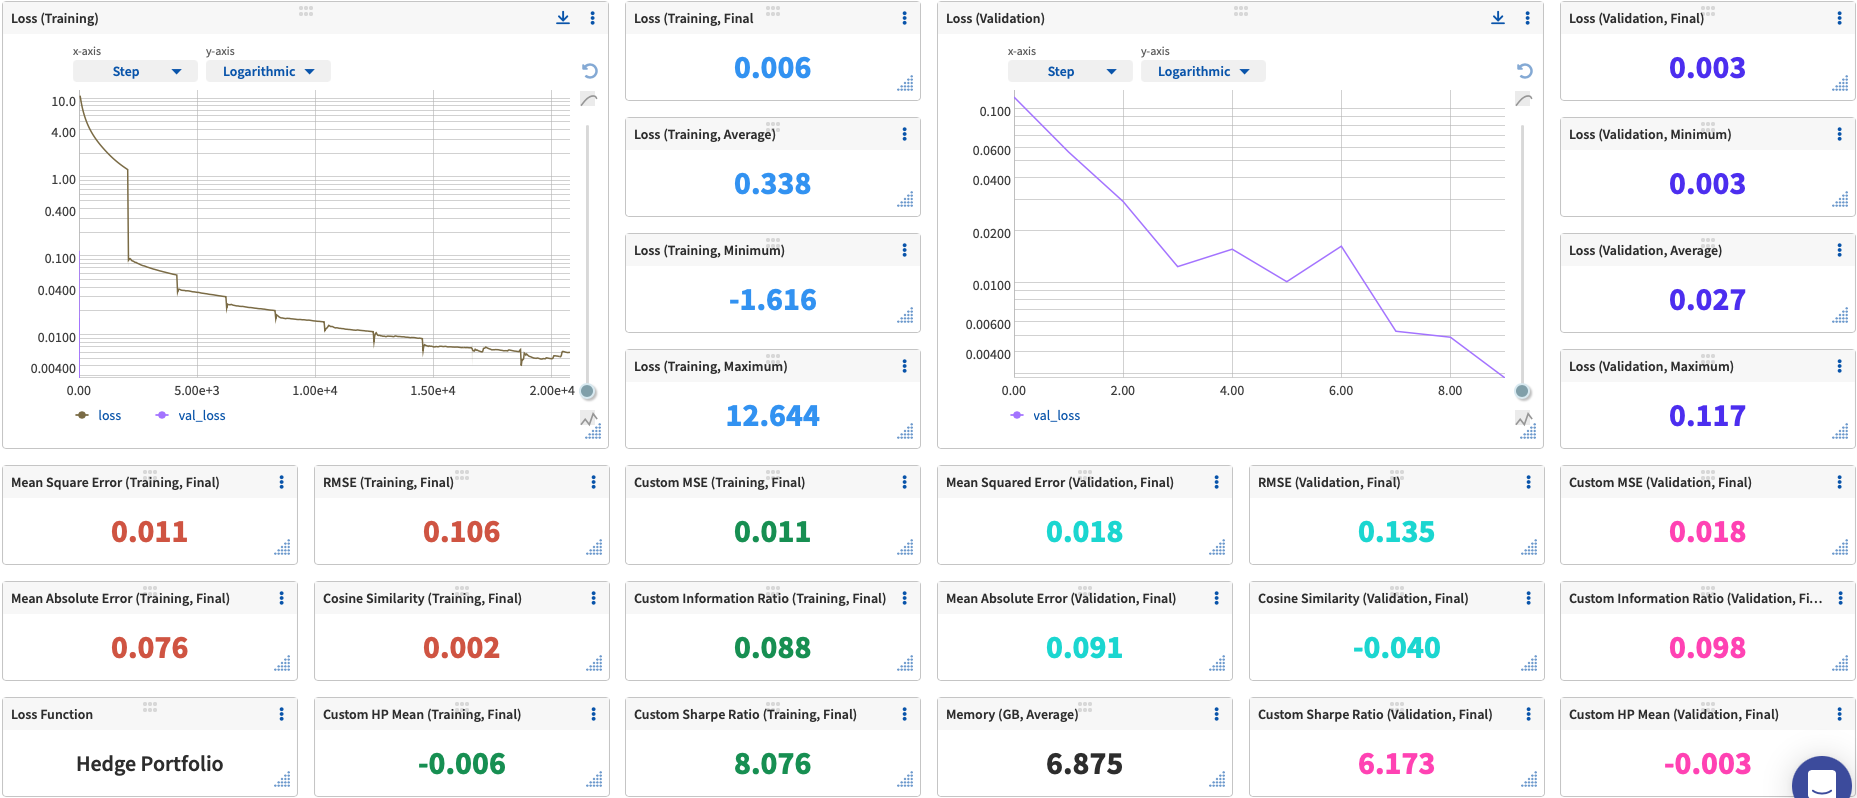 Loss (Training)
x-axis
y-axis
Step
Logarithmic
10.0
4.00
1.00
0.400
0.100
0.0400
0.0100
0.00400
0.00
5.00e+3
1.00e+4
1.50e+4
2.00e+4
loss
val_loss
Loss (Training, Final
0.006
Loss (Training, Average)
0.338
Loss (Training, Minimum)
-1.616
Loss (Training, Maximum)
12.644
Loss (Validation)
x-axis
y-axis
Step
Logarithmic
0.100
0.0600
0.0400
0.0200
0.0100
0.00600
0.00400
0.00
2.00
4.00
6.00
8.00
val_loss
Loss (Validation, Final)
0.003
Loss (Validation, Minimum)
0.003
Loss (Validation, Average)
0.027
Loss (Validation, Maximum)
0.117
Mean Square Error (Training, Final)
0.011
RMSE (Training, Final)
0.106
Custom MSE (Training, Final)
0.011
Mean Squared Error (Validation, Final)
0.018
RMSE (Validation, Final)
0.135
Custom MSE (Validation, Final)
0.018
Mean Absolute Error (Training, Final)
0.076
Cosine Similarity (Training, Final)
0.002
Custom Information Ratio (Training, Final)
0.088
Mean Absolute Error (Validation, Final)
0.091
Cosine Similarity (Validation, Final)
-0.040
Custom Information Ratio (Validation, Fi...
0.098
Loss Function
Hedge Portfolio
Custom HP Mean (Training, Final)
-0.006
Custom Sharpe Ratio (Training, Final)
8.076
Memory (GB, Average)
6.875
Custom Sharpe Ratio (Validation, Final)
6.173
Custom HP Mean (Validation, Final)
-0.003